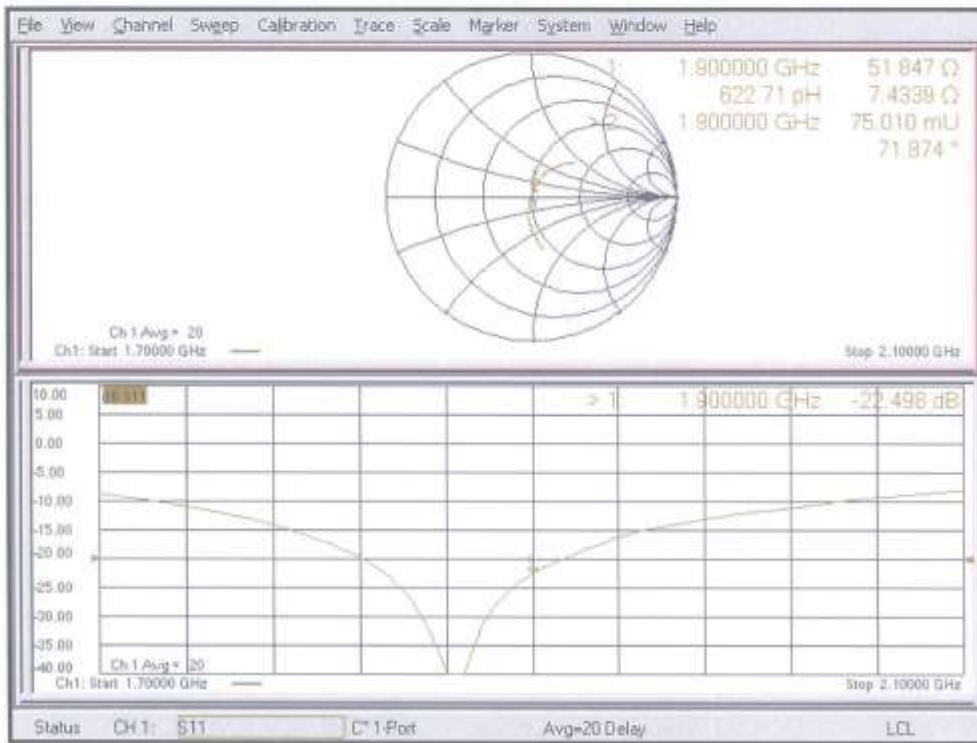 File View Channel Sweep Calibration Trace Scale Marker System Window Help
1: 1.900000 GHz 51.847 Ω
622.71 pH 7.4339 Ω
> 2: 1.900000 GHz 75.010 mU
71.874 °
Ch 1 Avg = 20
Ch1: Start 1.70000 GHz Stop 2.10000 GHz
10.00
> 1: 1.900000 GHz -22.498 dB
5.00
0.00
-5.00
-10.00
-15.00
-20.00
-25.00
-30.00
-35.00
-40.00
Ch 1 Avg = 20
Ch1: Start 1.70000 GHz Stop 2.10000 GHz
Status CH 1: S11 C* 1-Port Avg=20 Delay LCL